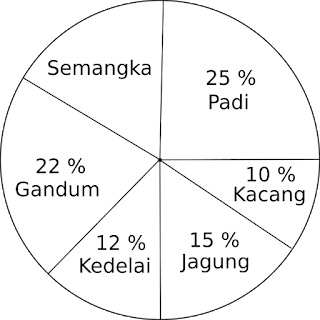 Semangka
25 %
Padi
10 %
Kacang
15 %
Jagung
12 %
Kedelai
22 %
Gandum